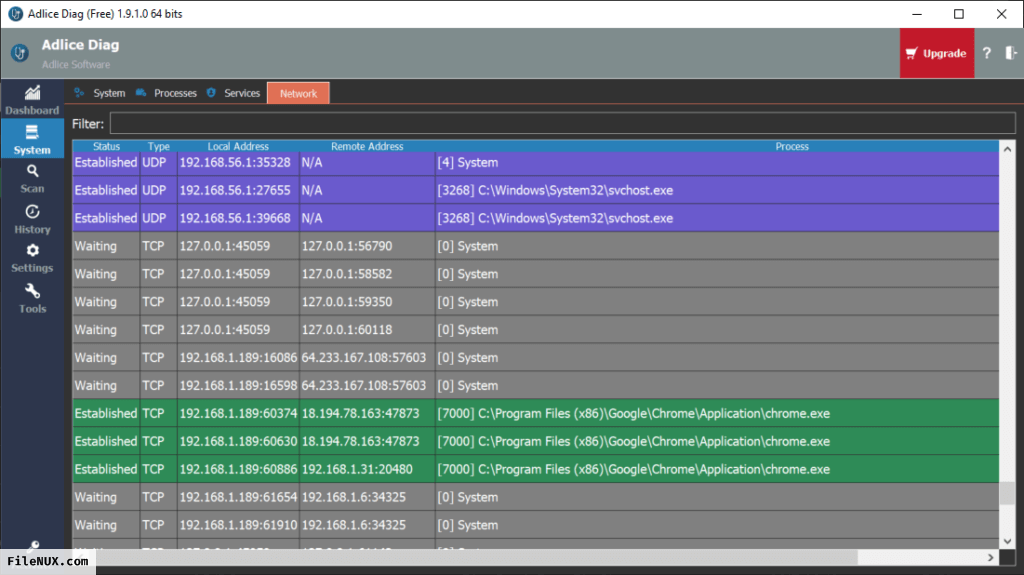 Adlice Diag (Free) 1.9.1.0 64 bits
Adlice Diag
Adlice Software
Upgrade
?
Dashboard
System
Scan
History
Settings
Tools
System Processes Services Network
Filter:
Status Type Local Address Remote Address Process
Established UDP 192.168.56.1:35328 N/A [4] System
Established UDP 192.168.56.1:27655 N/A [3268] C:\Windows\System32\svchost.exe
Established UDP 192.168.56.1:39668 N/A [3268] C:\Windows\System32\svchost.exe
Waiting TCP 127.0.0.1:45059 127.0.0.1:56790 [0] System
Waiting TCP 127.0.0.1:45059 127.0.0.1:58582 [0] System
Waiting TCP 127.0.0.1:45059 127.0.0.1:59350 [0] System
Waiting TCP 127.0.0.1:45059 127.0.0.1:60118 [0] System
Waiting TCP 192.168.1.189:16086 64.233.167.108:57603 [0] System
Waiting TCP 192.168.1.189:16598 64.233.167.108:57603 [0] System
Established TCP 192.168.1.189:60374 18.194.78.163:47873 [7000] C:\Program Files (x86)\Google\Chrome\Application\chrome.exe
Established TCP 192.168.1.189:60630 18.194.78.163:47873 [7000] C:\Program Files (x86)\Google\Chrome\Application\chrome.exe
Established TCP 192.168.1.189:60886 192.168.1.31:20480 [7000] C:\Program Files (x86)\Google\Chrome\Application\chrome.exe
Waiting TCP 192.168.1.189:61654 192.168.1.6:34325 [0] System
Waiting TCP 192.168.1.189:61910 192.168.1.6:34325 [0] System
FileNUX.com